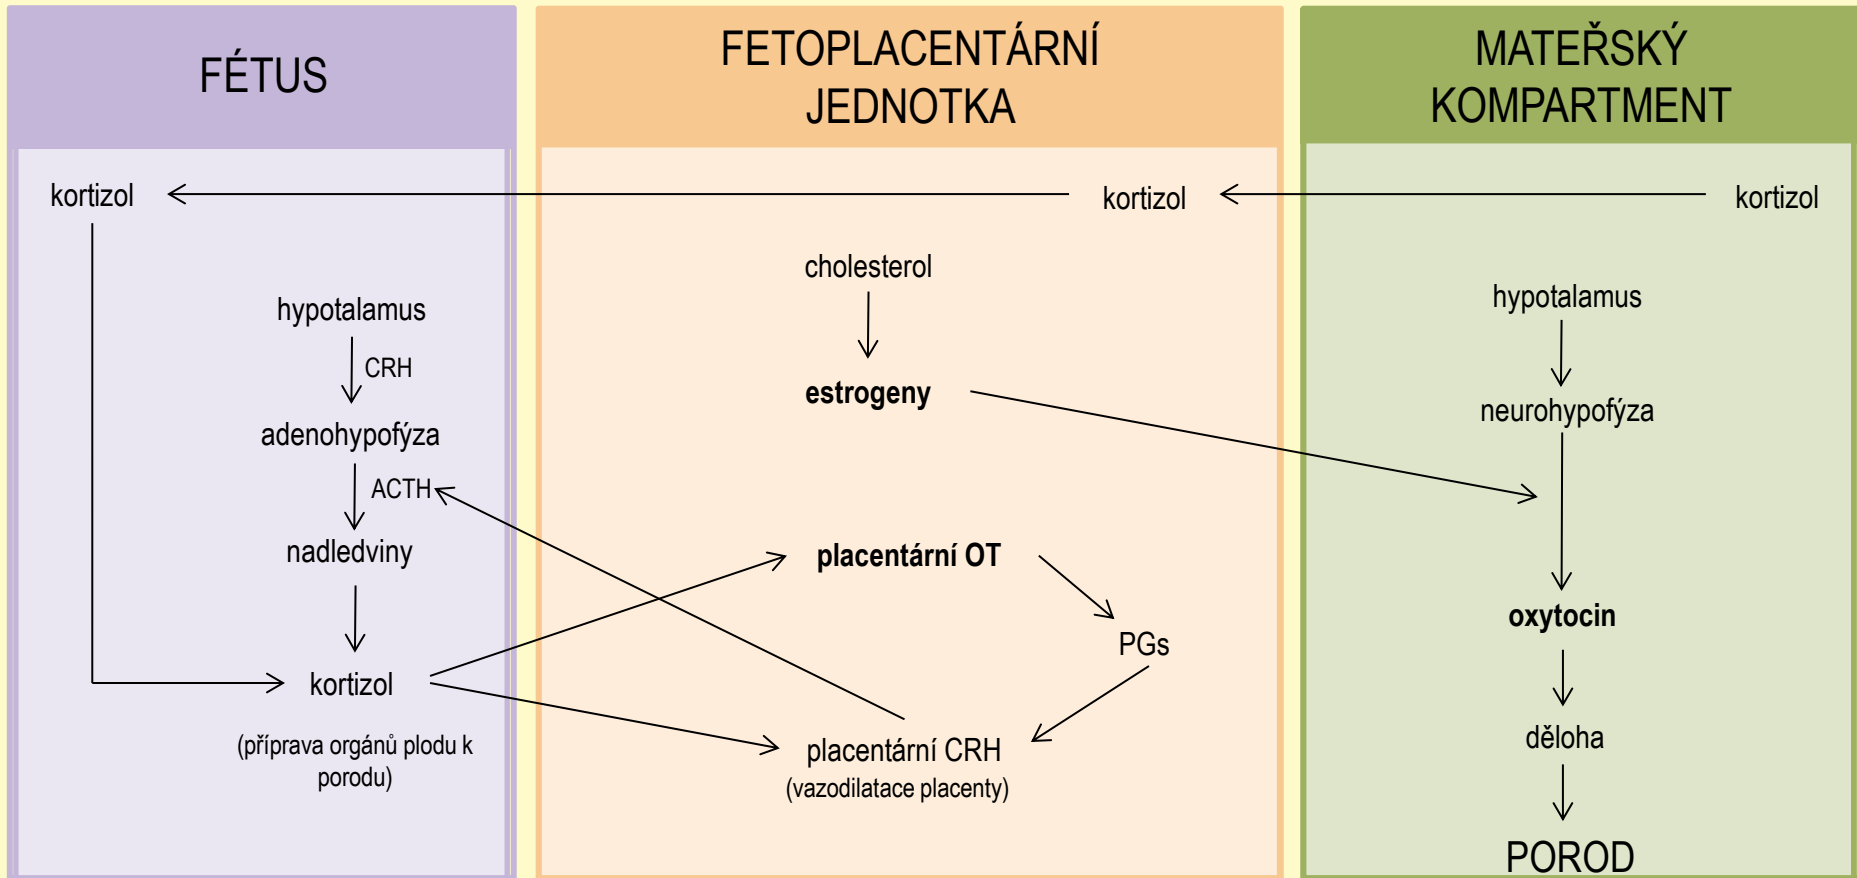 FÉTUS
FETOPLACENTÁRNÍ
JEDNOTKA
MATEŘSKÝ
KOMPARTMENT
kortizol
kortizol
kortizol
hypotalamus
CRH
adenohypofýza
ACTH
nadledviny
kortizol
(příprava orgánů plodu k
porodu)
cholesterol
estrogeny
placentární OT
PGs
placentární CRH
(vazodilatace placenty)
hypotalamus
neurohypofýza
oxytocin
děloha
POROD